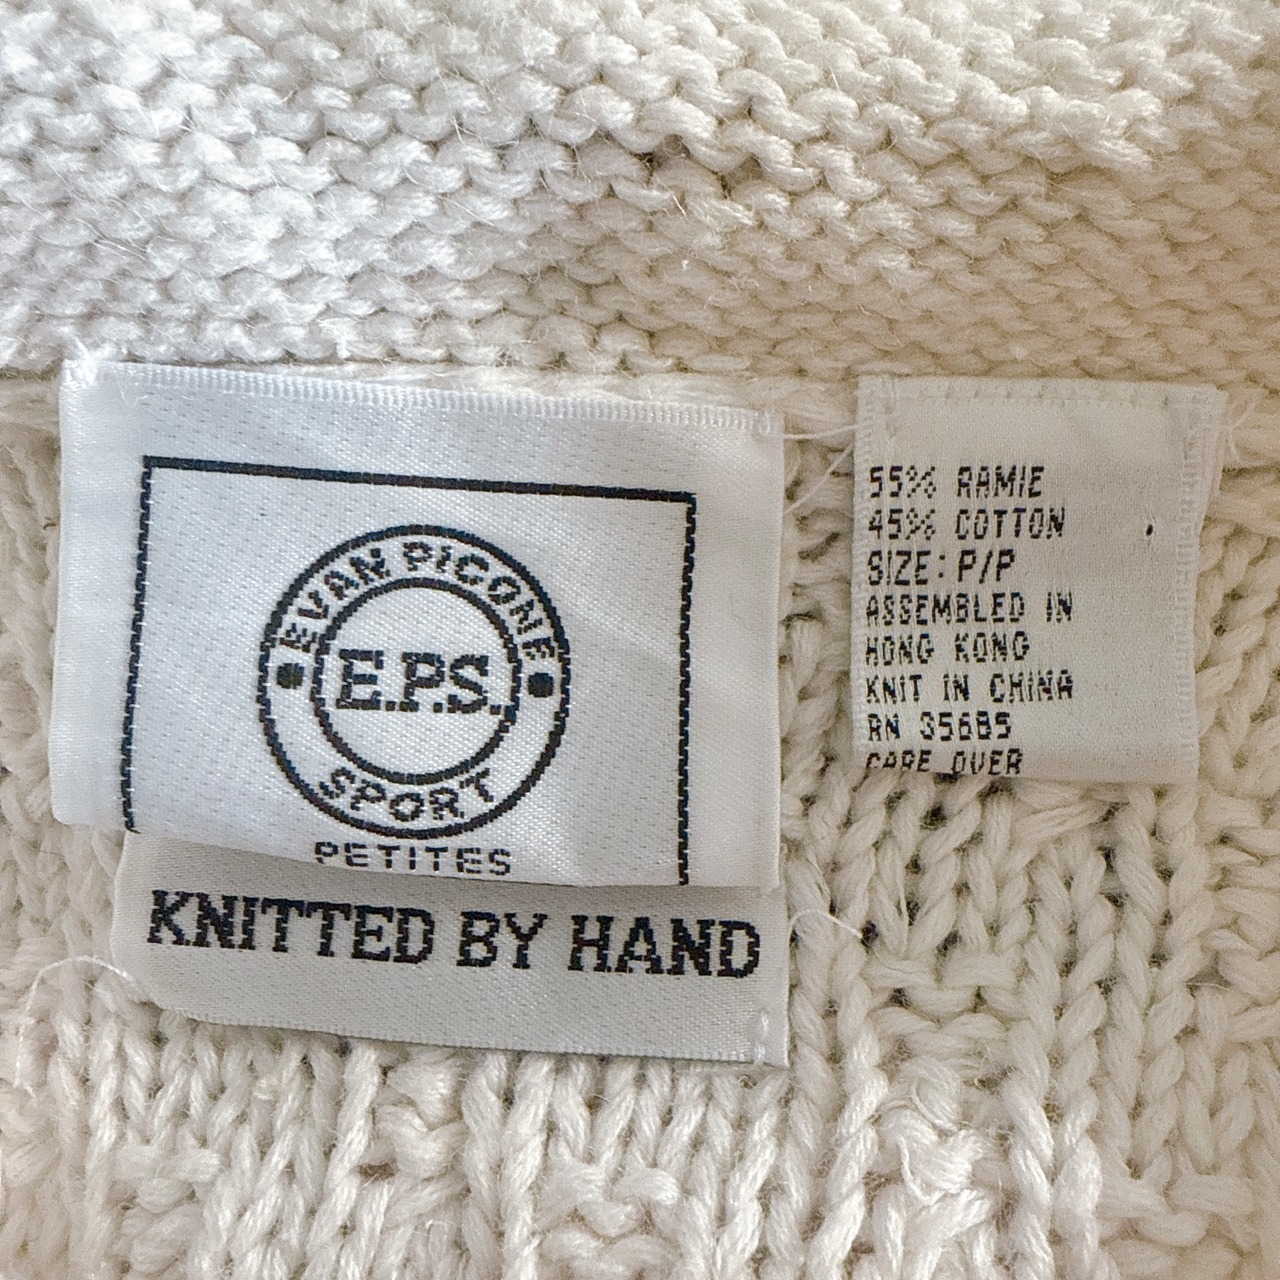 EVAN PICONE
E.P.S.
SPORT
PETITES
KNITTED BY HAND
55% RAMIE
45% COTTON
SIZE: P/P
ASSEMBLED IN
HONG KONG
KNIT IN CHINA
RN 35685
CARE OVER